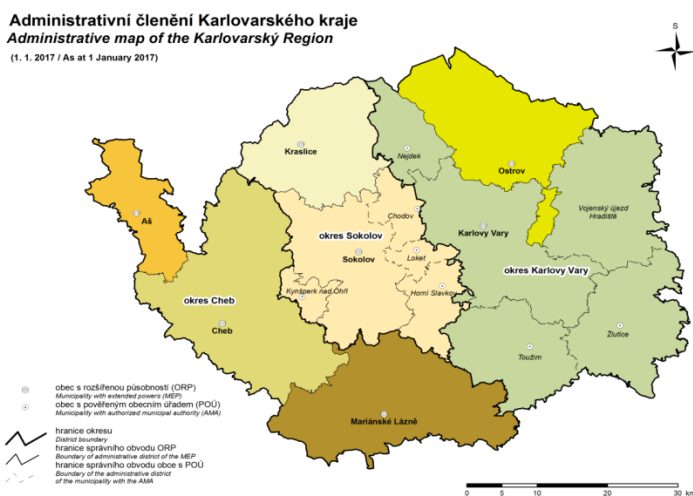 Administrativní členění Karlovarského kraje
Administrative map of the Karlovarský Region
(1. 1. 2017 / As at 1 January 2017)
S
Kraslice
Nejdek
Ostrov
Aš
Chodov
Vojenský újezd
Hradiště
okres Sokolov
Karlovy Vary
Sokolov
Loket
okres Karlovy Vary
Kynšperk nad Ohří
Horní Slavkov
okres Cheb
Cheb
Žlutice
Toužim
Mariánské Lázně
obec s rozšířenou působností (ORP)
Municipality with extended powers (MEP)
obec s pověřeným obecním úřadem (POÚ)
Municipality with authorized municipal authority (AMA)
hranice okresu
District boundary
hranice správního obvodu ORP
Boundary of administrative district of the MEP
hranice správního obvodu obce s POÚ
Boundary of the administrative district
of the municipality with the AMA
0 5 10 20 30 km